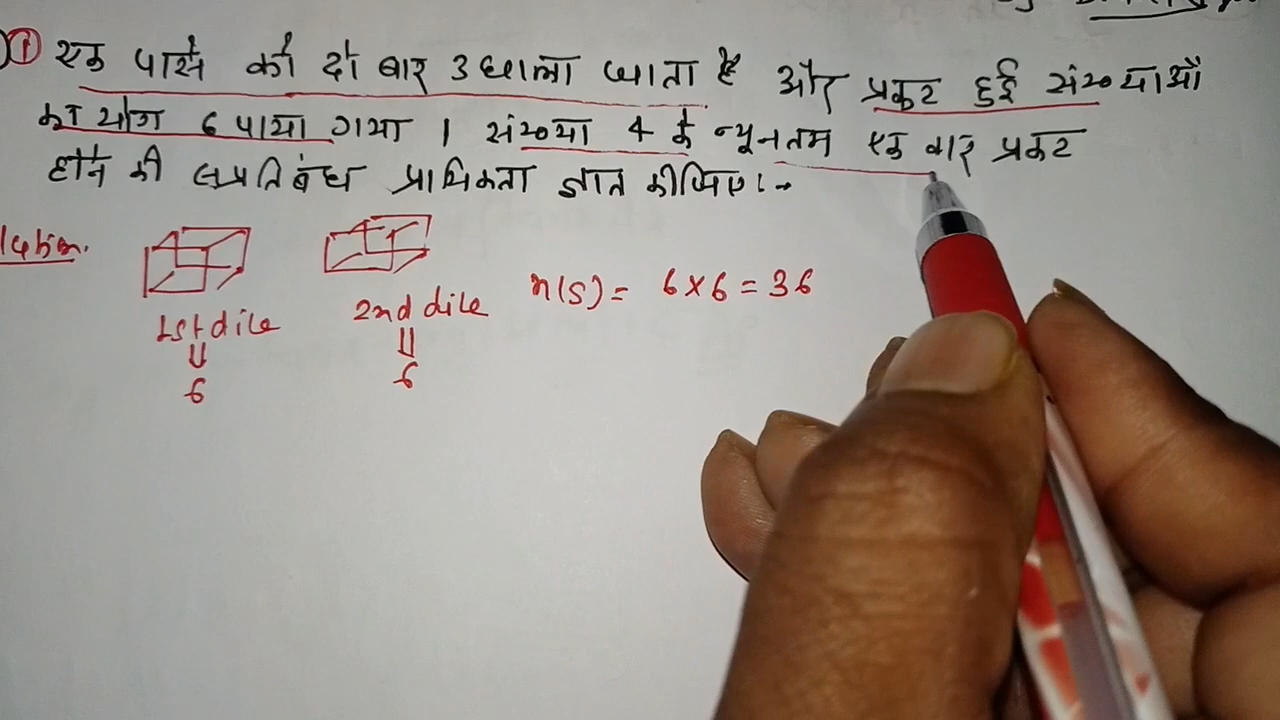 ① एक पासे को दो बार उछाला जाता है और प्रकट हुई संख्याओं
का योग 6 पाया गया । संख्या 4 के न्यूनतम एक बार प्रकट
होने की सप्रतिबंध प्रायिकता ज्ञात कीजिए।
1st dice
2nd dice
n(S) = 6 × 6 = 36
6
6